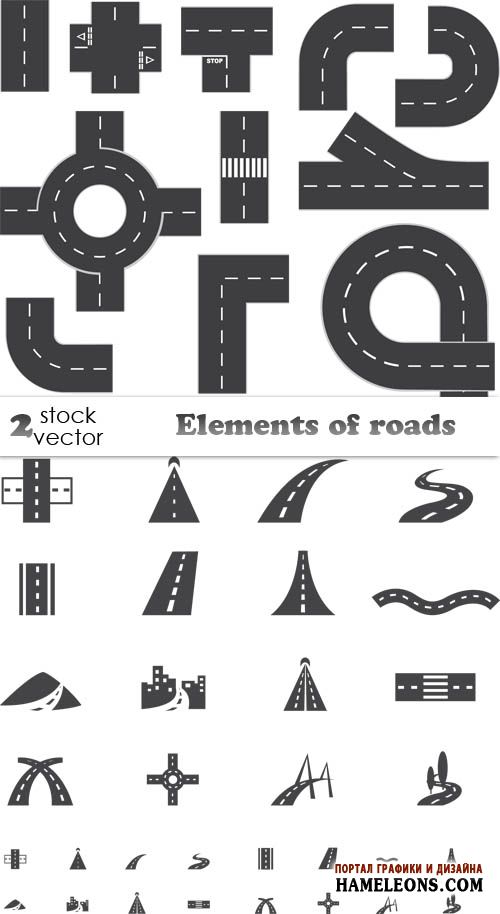 STOP
2 stock
vector
Elements of roads
ПОРТАЛ ГРАФИКИ И ДИЗАЙНА
HAMELEONS.COM